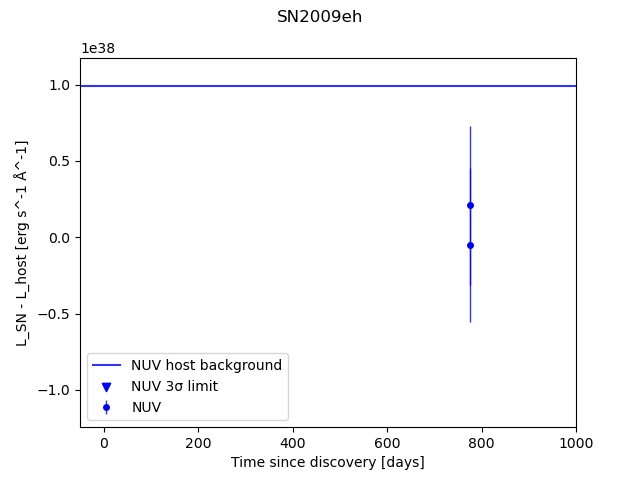 SN2009eh
1e38
1.0
0.5
0.0
−0.5
−1.0
L_SN - L_host [erg s^-1 Å^-1]
NUV host background
NUV 3σ limit
NUV
0 200 400 600 800 1000
Time since discovery [days]